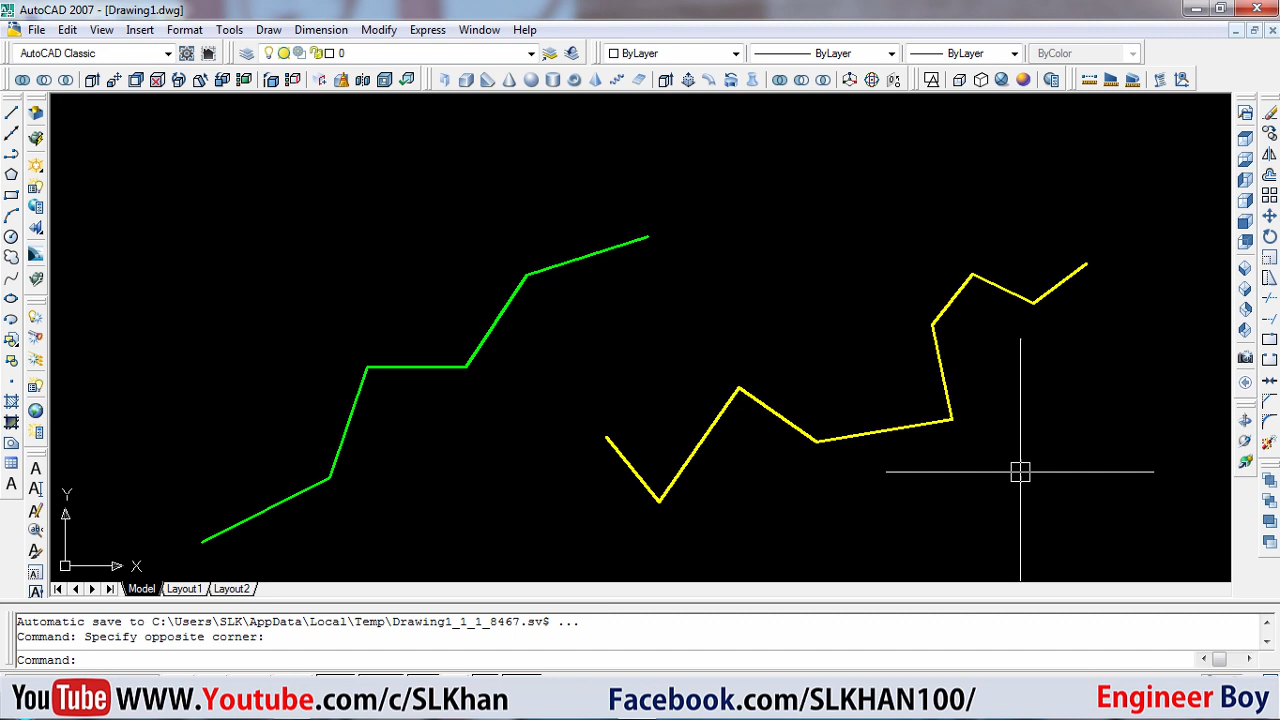 AutoCAD 2007 - [Drawing1.dwg]
File Edit View Insert Format Tools Draw Dimension Modify Express Window Help
AutoCAD Classic 0 ByLayer ByLayer ByLayer ByColor
Y
X
Model Layout1 Layout2
Automatic save to C:\Users\SLK\AppData\Local\Temp\Drawing1_1_1_8467.sv$ ...
Command: Specify opposite corner:
Command:
YouTube WWW.Youtube.com/c/SLKhan Facebook.com/SLKHAN100/ Engineer Boy